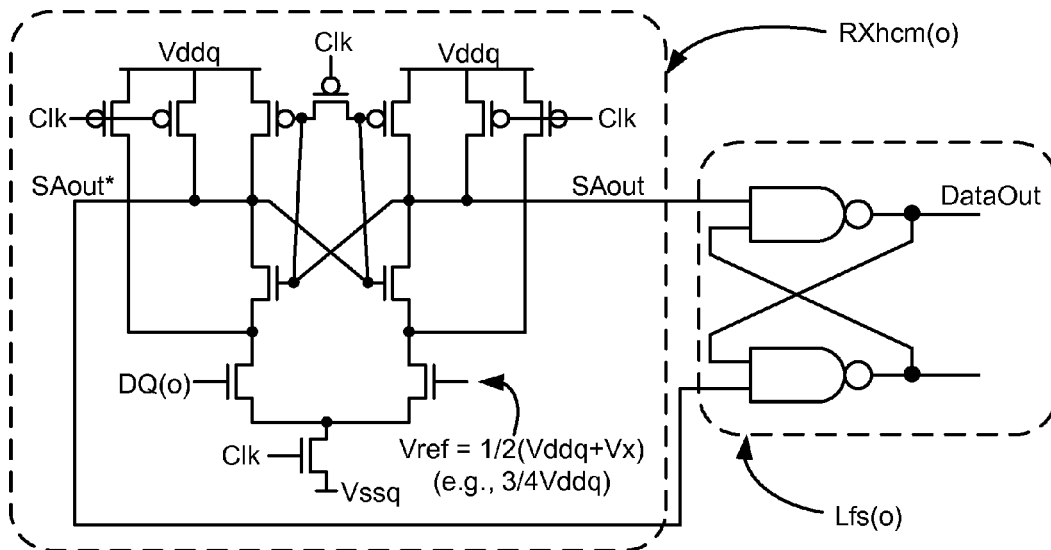 Clk
RXhcm(o)
Vddq
Vddq
Clk
Clk
SAout*
SAout
DataOut
DQ(o)
Clk
Vref = 1/2(Vddq+Vx)
(e.g., 3/4Vddq)
Vssq
Lfs(o)